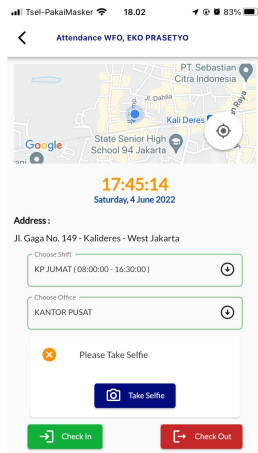 Tsel-PakaiMasker 18.02 83%
Attendance WFO, EKO PRASETYO
PT. Sebastian
Citra Indonesia
Jl. Dahlia
Kali Deres
Raya
Google
State Senior High
School 94 Jakarta
17:45:14
Saturday, 4 June 2022
Address :
Jl. Gaga No. 149 - Kalideres - West Jakarta
Choose Shift
KP JUMAT ( 08:00:00 - 16:30:00 )
Choose Office
KANTOR PUSAT
Please Take Selfie
Take Selfie
Check In
Check Out